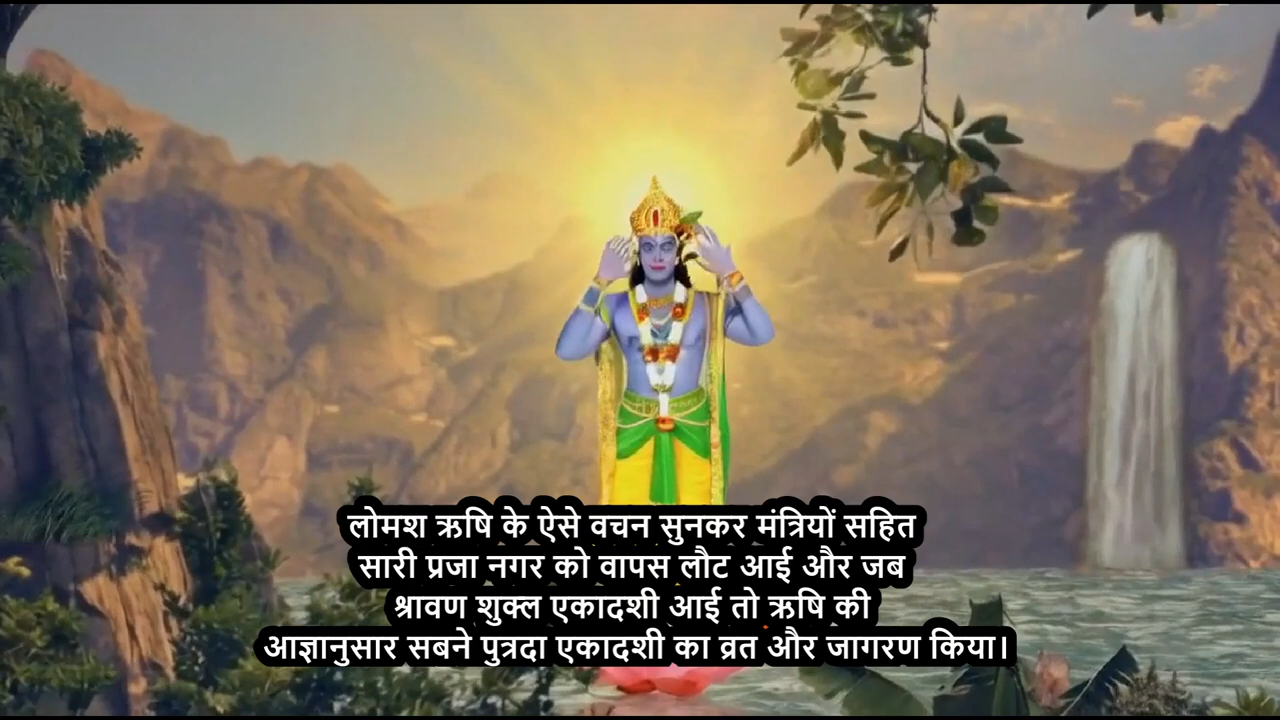 लोमश ऋषि के ऐसे वचन सुनकर मंत्रियों सहित
सारी प्रजा नगर को वापस लौट आई और जब
श्रावण शुक्ल एकादशी आई तो ऋषि की
आज्ञानुसार सबने पुत्रदा एकादशी का व्रत और जागरण किया।